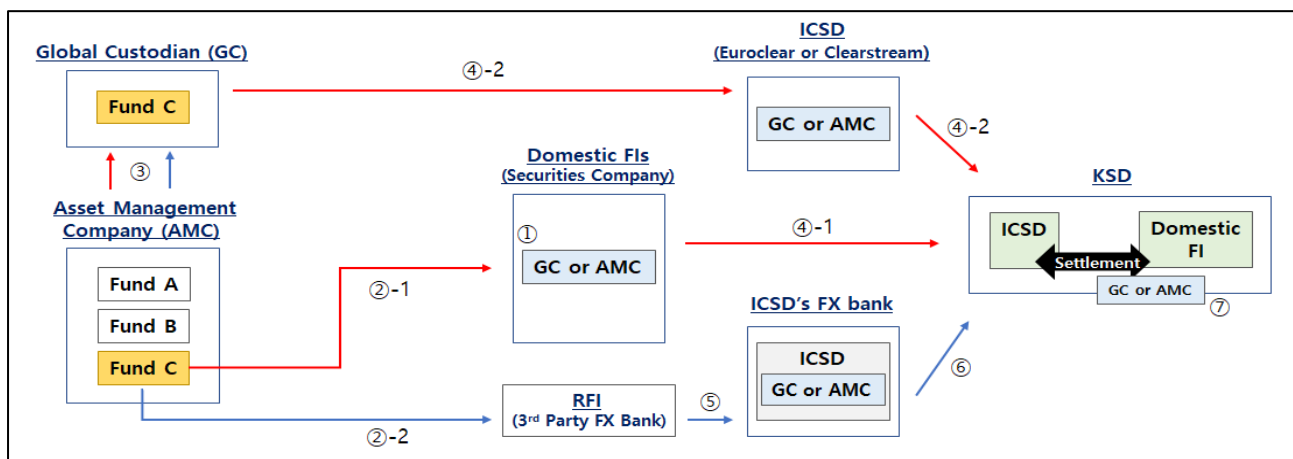 Global Custodian (GC)
Fund C
③
Asset Management
Company (AMC)
Fund A
Fund B
Fund C
④-2
ICSD
(Euroclear or Clearstream)
GC or AMC
④-2
Domestic FIs
(Securities Company)
①
GC or AMC
②-1
④-1
KSD
ICSD
Settlement
Domestic
FI
GC or AMC
⑦
②-2
RFI
(3rd Party FX Bank)
⑤
ICSD's FX bank
ICSD
GC or AMC
⑥